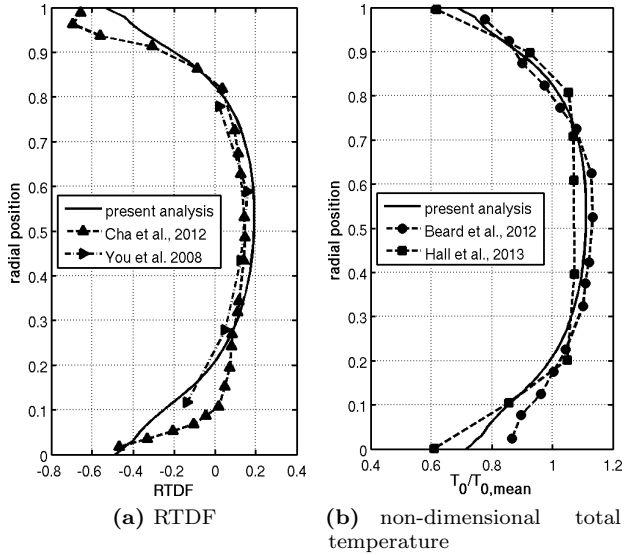 1
0.9
0.8
0.7
0.6
0.5
0.4
0.3
0.2
0.1
0
radial position
present analysis
Cha et al., 2012
You et al. 2008
-0.8 -0.6 -0.4 -0.2 0 0.2 0.4
RTDF
(a) RTDF
1
0.9
0.8
0.7
0.6
0.5
0.4
0.3
0.2
0.1
0
radial position
present analysis
Beard et al., 2012
Hall et al., 2013
0.4 0.6 0.8 1 1.2
T0/T0,mean
(b) non-dimensional total
temperature